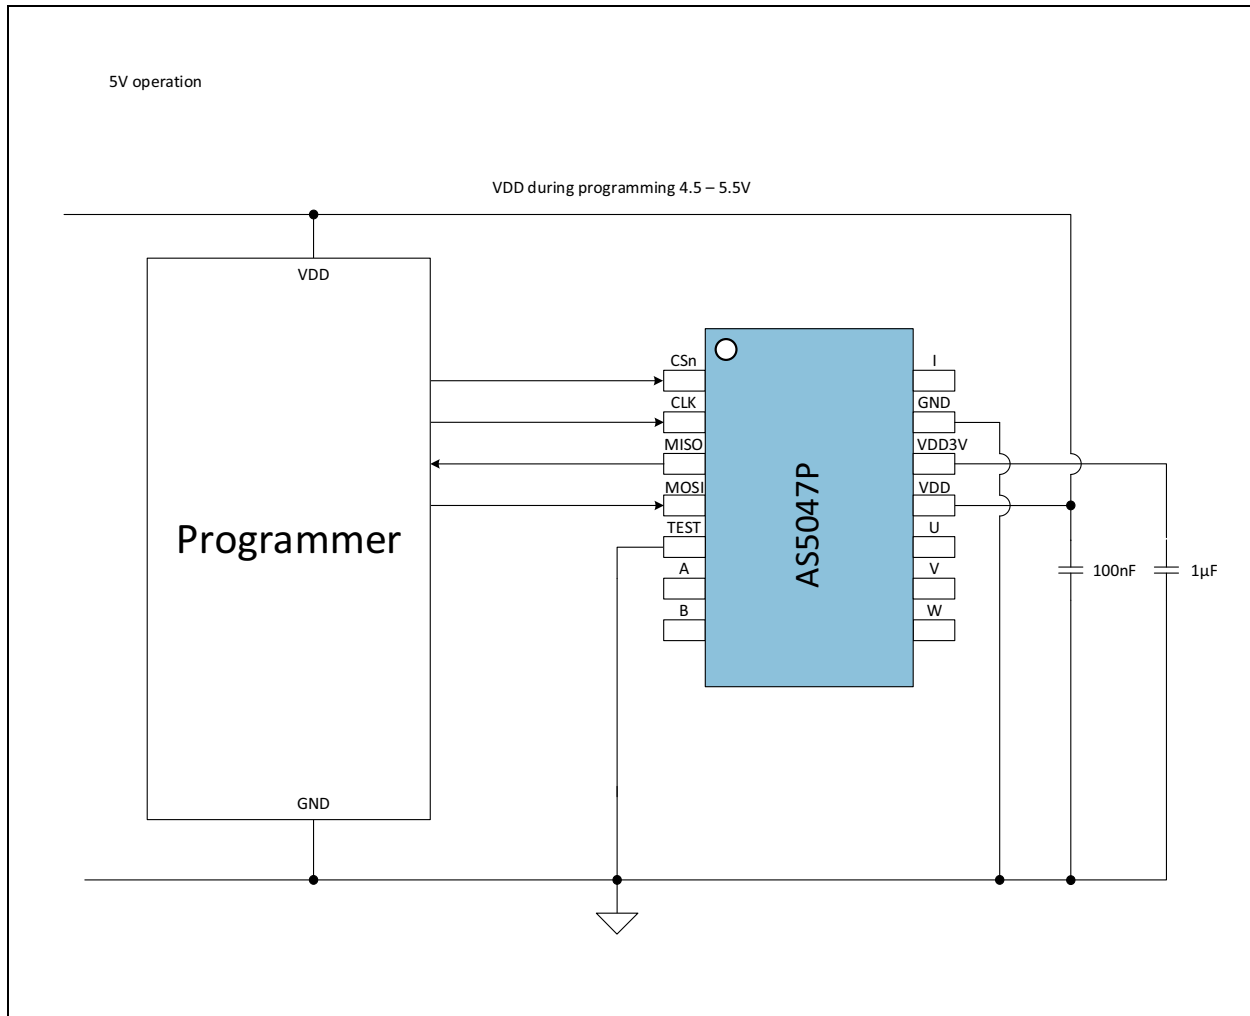 5V operation
VDD during programming 4.5 – 5.5V
VDD
Programmer
GND
CSn
CLK
MISO
MOSI
TEST
A
B
AS5047P
I
GND
VDD3V
VDD
U
V
W
100nF
1µF